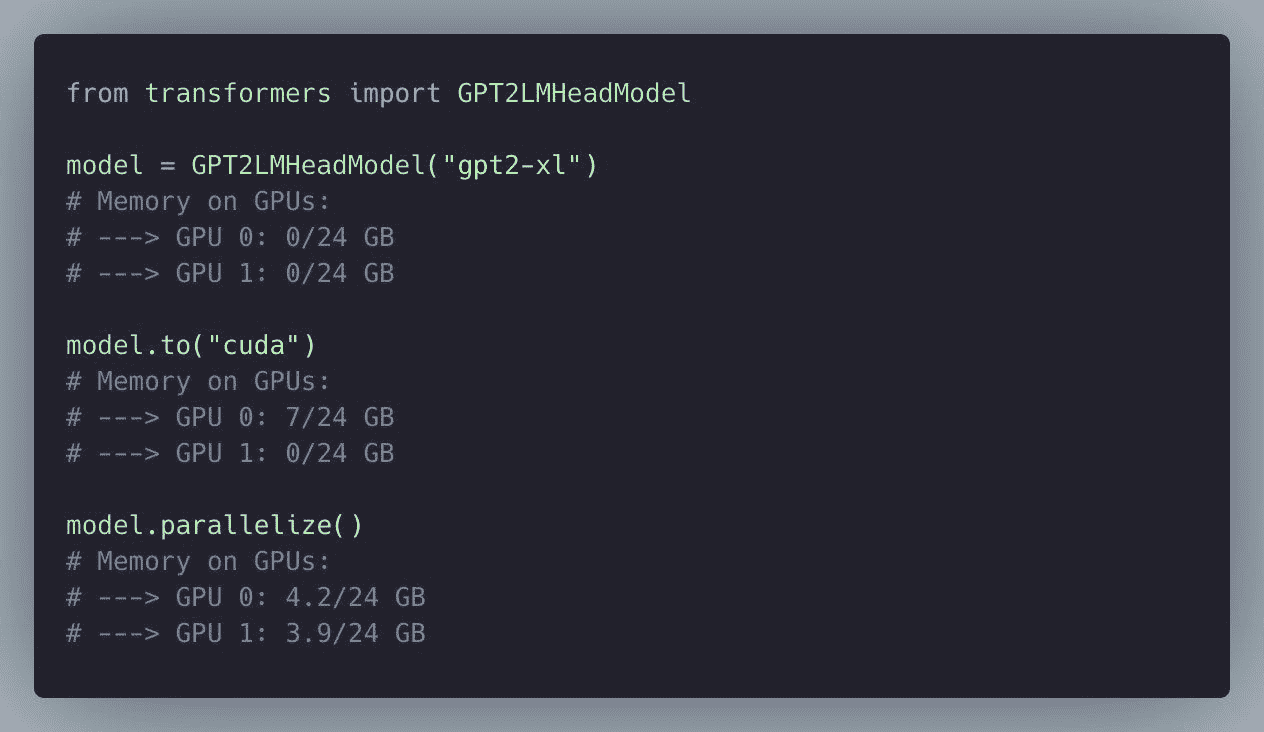 from transformers import GPT2LMHeadModel
model = GPT2LMHeadModel("gpt2-xl")
# Memory on GPUs:
# ---> GPU 0: 0/24 GB
# ---> GPU 1: 0/24 GB
model.to("cuda")
# Memory on GPUs:
# ---> GPU 0: 7/24 GB
# ---> GPU 1: 0/24 GB
model.parallelize()
# Memory on GPUs:
# ---> GPU 0: 4.2/24 GB
# ---> GPU 1: 3.9/24 GB